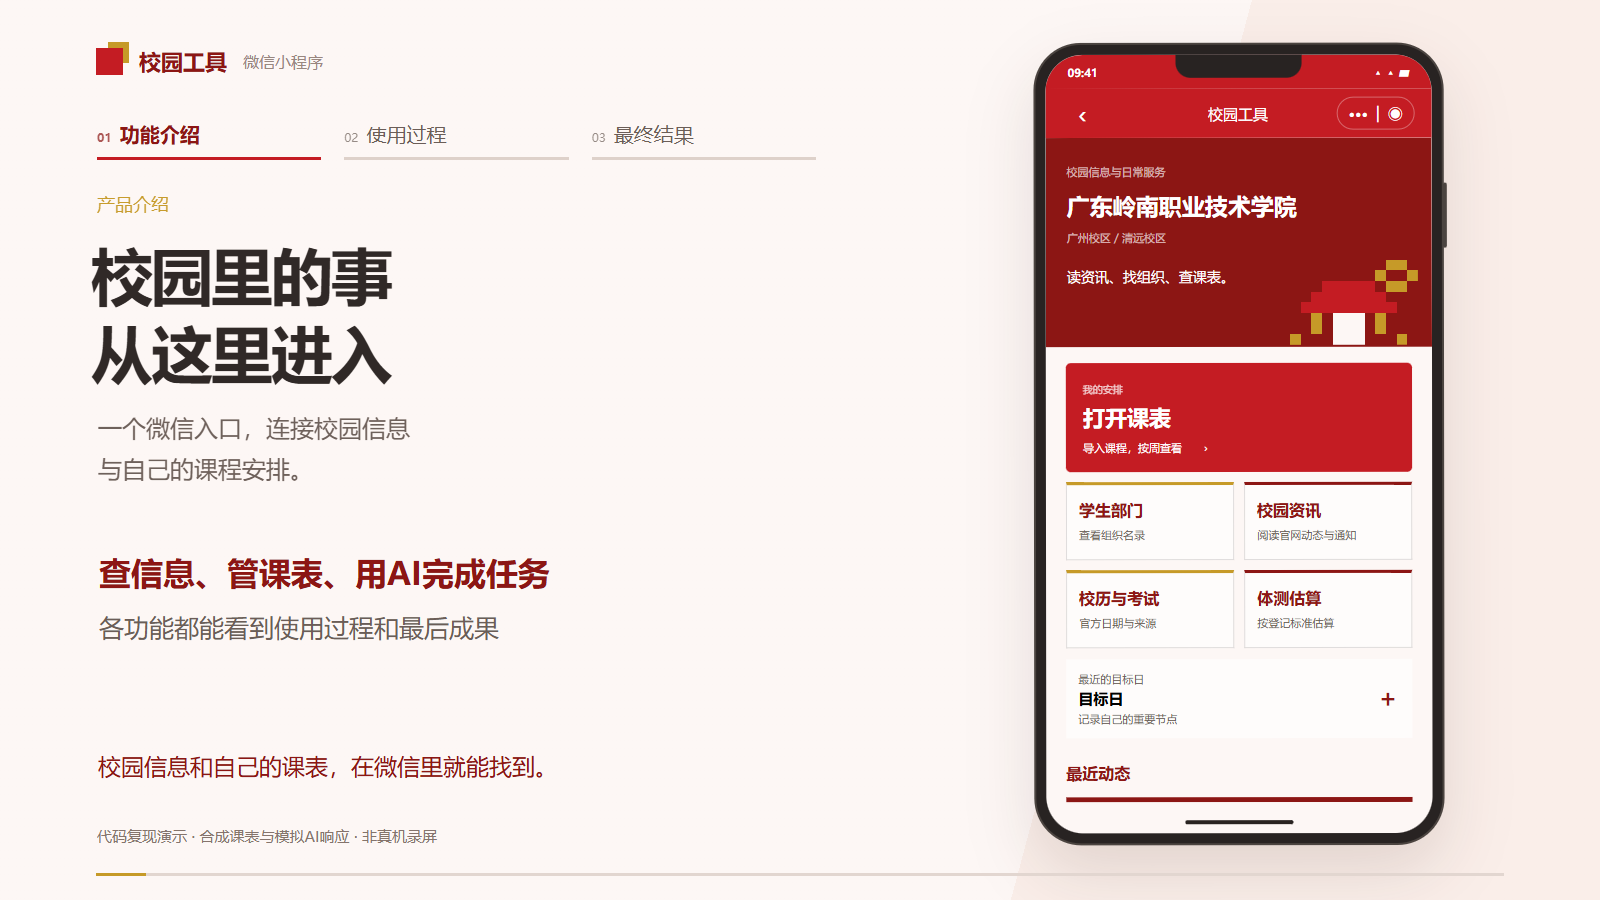 校园工具 微信小程序
01 功能介绍
02 使用过程
03 最终结果
产品介绍
校园里的事
从这里进入
一个微信入口，连接校园信息
与自己的课程安排。
查信息、管课表、用AI完成任务
各功能都能看到使用过程和最后成果
校园信息和自己的课表，在微信里就能找到。
代码复现演示 · 合成课表与模拟AI响应 · 非真机录屏
09:41
校园工具
校园信息与日常服务
广东岭南职业技术学院
广州校区 / 清远校区
读资讯、找组织、查课表。
我的安排
打开课表
导入课程，按周查看 ›
学生部门
查看组织名录
校园资讯
阅读官网动态与通知
校历与考试
官方日期与来源
体测估算
按登记标准估算
最近的目标日
目标日
记录自己的重要节点
+
最近动态